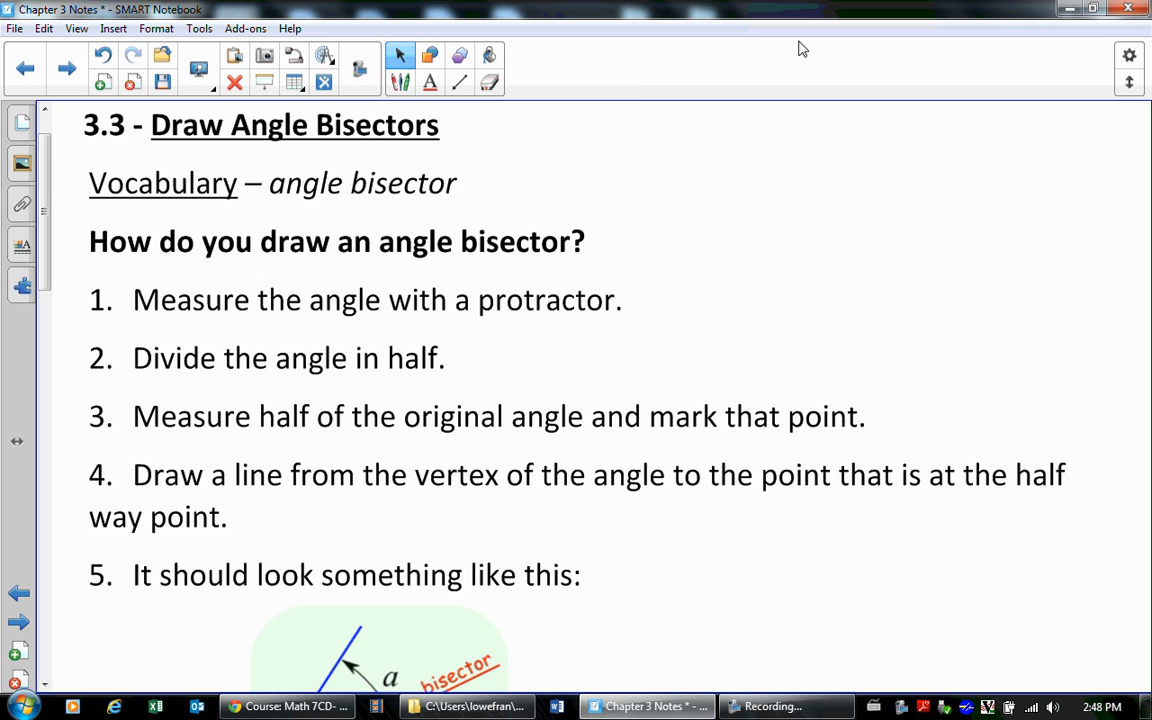 Chapter 3 Notes * - SMART Notebook
File Edit View Insert Format Tools Add-ons Help
3.3 - Draw Angle Bisectors
Vocabulary – angle bisector
How do you draw an angle bisector?
1. Measure the angle with a protractor.
2. Divide the angle in half.
3. Measure half of the original angle and mark that point.
4. Draw a line from the vertex of the angle to the point that is at the half
way point.
5. It should look something like this:
a
bisector
Course: Math 7CD- ...
C:\Users\lowefran\...
Chapter 3 Notes * - ...
Recording...
2:48 PM